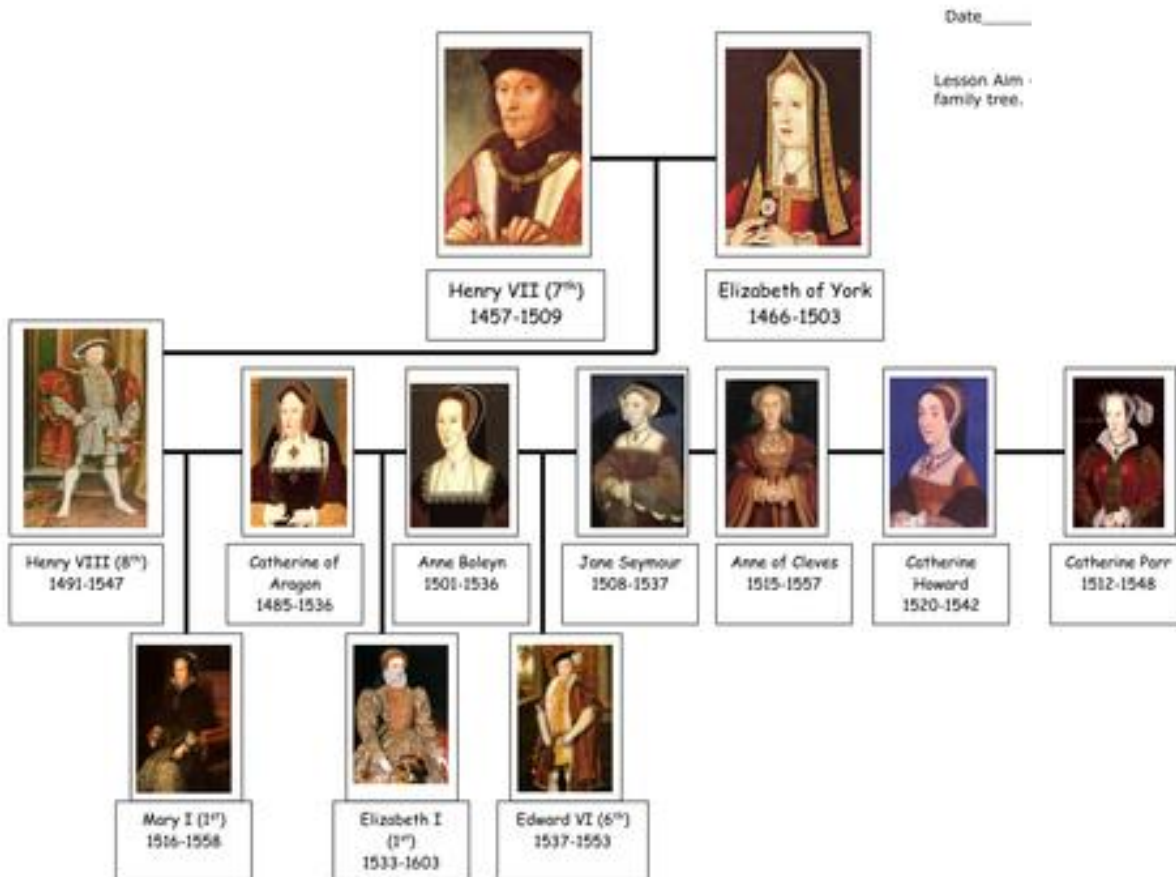 Date______
Lesson Aim -
family tree.
Henry VII (7th)
1457-1509
Elizabeth of York
1466-1503
Henry VIII (8th)
1491-1547
Catherine of
Aragon
1485-1536
Anne Boleyn
1501-1536
Jane Seymour
1508-1537
Anne of Cleves
1515-1557
Catherine
Howard
1520-1542
Catherine Parr
1512-1548
Mary I (1st)
1516-1558
Elizabeth I
(1st)
1533-1603
Edward VI (6th)
1537-1553